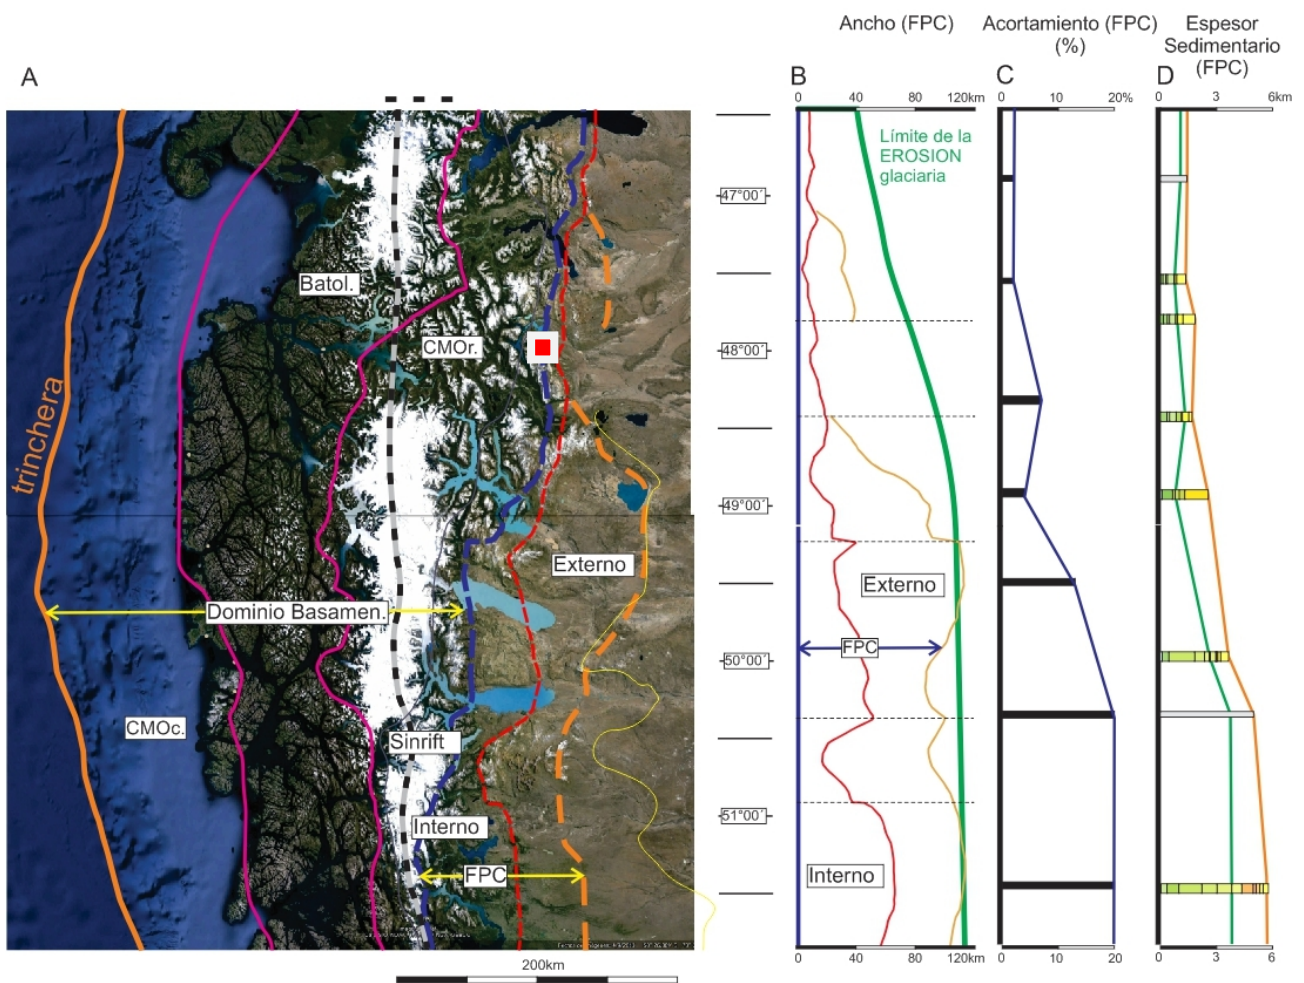 Ancho (FPC)
Acortamiento (FPC)
(%)
Espesor
Sedimentario
(FPC)
A
B
C
D
0
40
80
120km
0
10
20%
0
3
6km
Límite de la
EROSION
glaciaria
47°00´
Batol.
CMOr.
48°00´
trinchera
49°00´
Externo
Externo
Dominio Basamen.
FPC
50°00´
CMOc.
Sinrift
51°00´
Interno
FPC
Interno
0
40
80
120km
0
10
20
0
3
6
200km